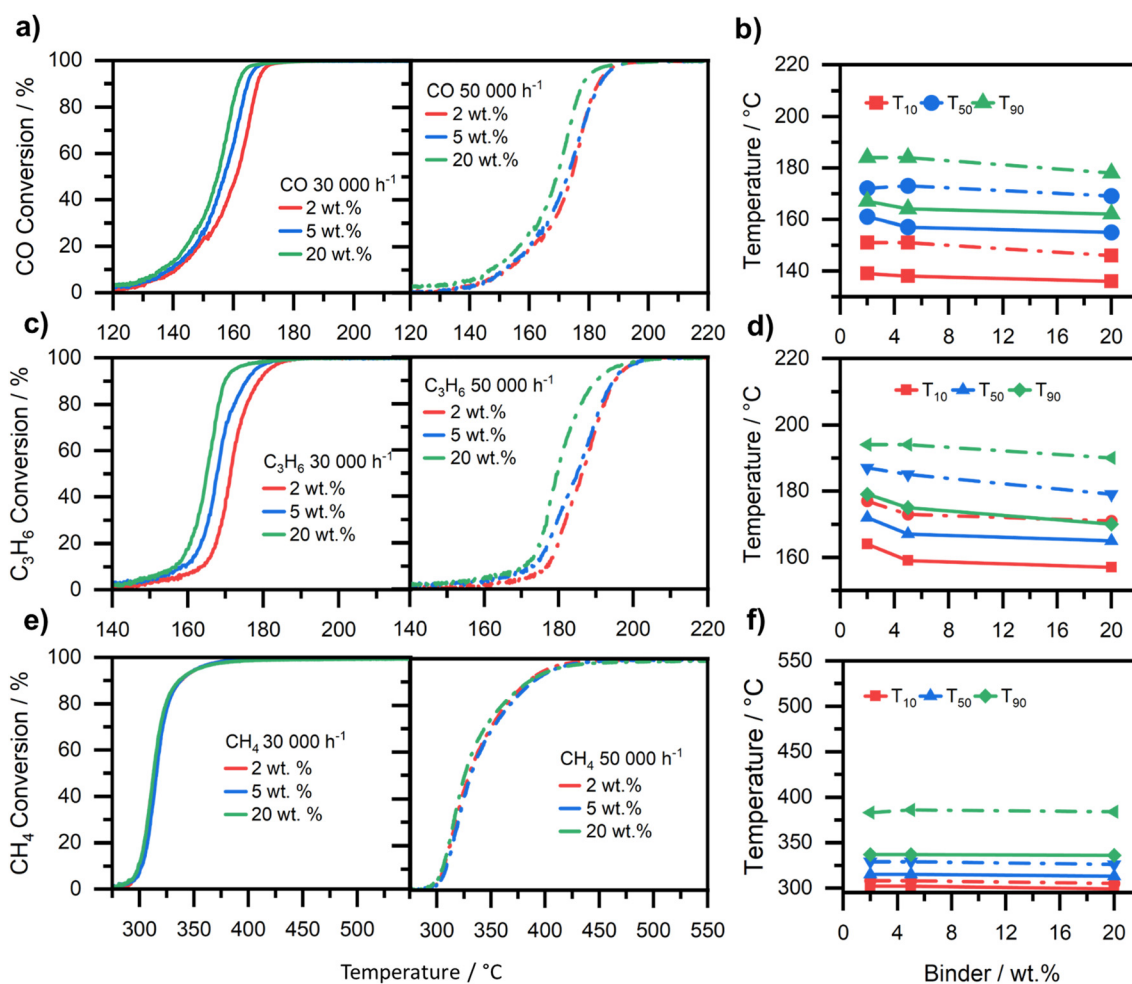 a)
CO Conversion / %
100
80
60
40
20
0
CO 30 000 h-1
2 wt.%
5 wt.%
20 wt.%
120 140 160 180 200
CO 50 000 h-1
2 wt.%
5 wt.%
20 wt.%
120 140 160 180 200 220
b)
Temperature / °C
220
200
180
160
140
T10 T50 T90
0 4 8 12 16 20
c)
C3H6 Conversion / %
100
80
60
40
20
0
C3H6 30 000 h-1
2 wt.%
5 wt.%
20 wt.%
140 160 180 200
C3H6 50 000 h-1
2 wt.%
5 wt.%
20 wt.%
140 160 180 200 220
d)
Temperature / °C
220
200
180
160
T10 T50 T90
0 4 8 12 16 20
e)
CH4 Conversion / %
100
80
60
40
20
0
CH4 30 000 h-1
2 wt. %
5 wt. %
20 wt. %
300 350 400 450 500
CH4 50 000 h-1
2 wt.%
5 wt.%
20 wt.%
300 350 400 450 500 550
Temperature / °C
f)
Temperature / °C
550
500
450
400
350
300
T10 T50 T90
0 4 8 12 16 20
Binder / wt.%